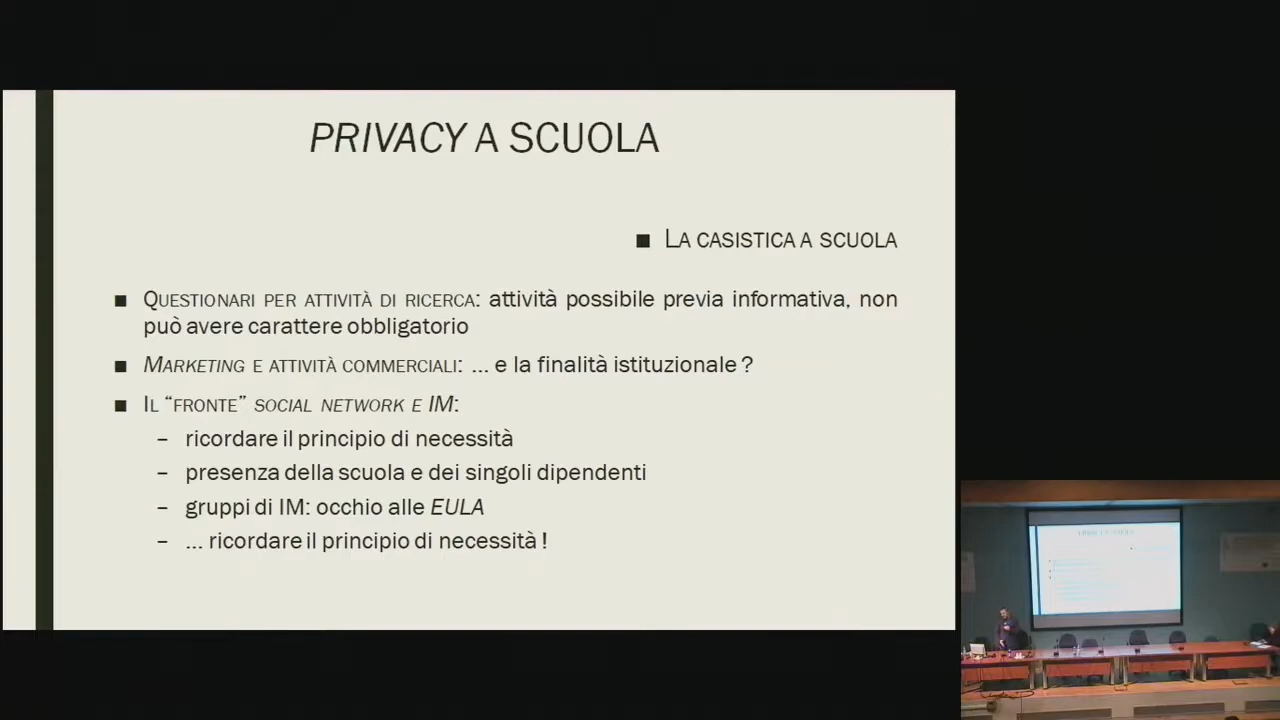 PRIVACY A SCUOLA
■ LA CASISTICA A SCUOLA
■ QUESTIONARI PER ATTIVITÀ DI RICERCA: attività possibile previa informativa, non
può avere carattere obbligatorio
■ MARKETING E ATTIVITÀ COMMERCIALI: ... e la finalità istituzionale ?
■ IL “FRONTE” SOCIAL NETWORK E IM:
– ricordare il principio di necessità
– presenza della scuola e dei singoli dipendenti
– gruppi di IM: occhio alle EULA
– ... ricordare il principio di necessità !